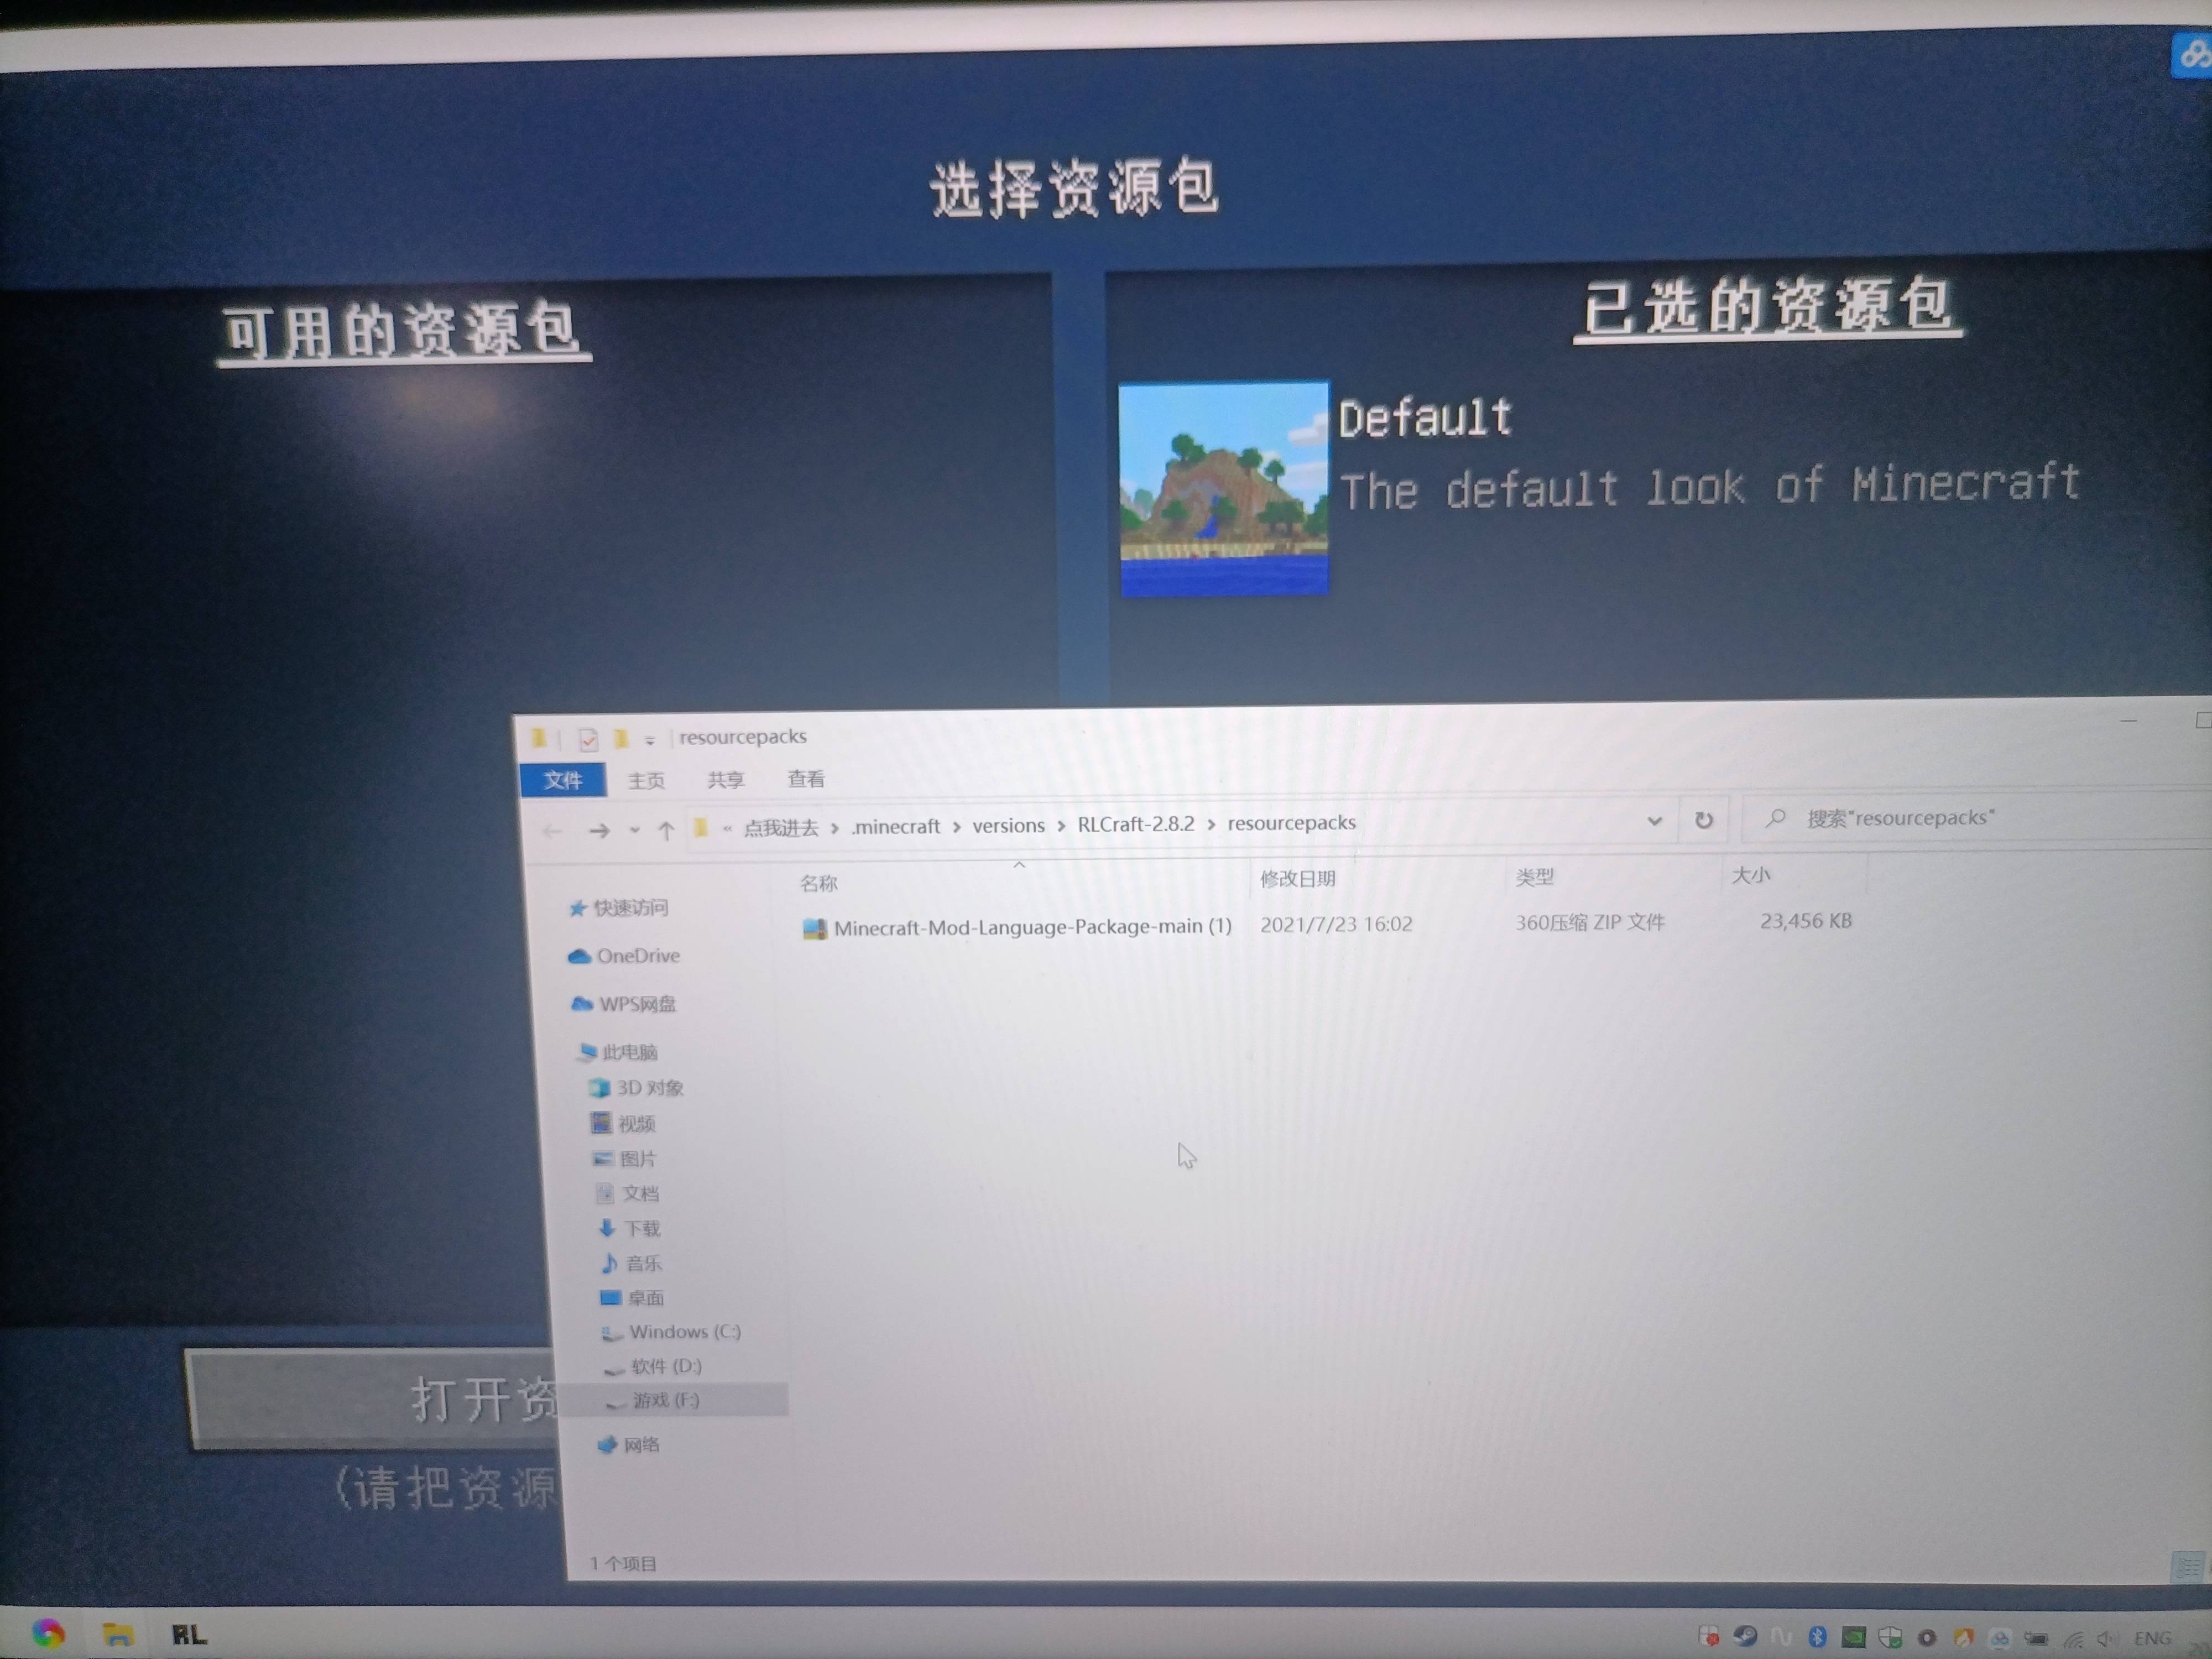 选择资源包
可用的资源包
已选的资源包
Default
The default look of Minecraft
resourcepacks
文件 主页 共享 查看
« 点我进去 › .minecraft › versions › RLCraft-2.8.2 › resourcepacks
搜索"resourcepacks"
名称 修改日期 类型 大小
Minecraft-Mod-Language-Package-main (1) 2021/7/23 16:02 360压缩 ZIP 文件 23,456 KB
快速访问
OneDrive
WPS网盘
此电脑
3D 对象
视频
图片
文档
下载
音乐
桌面
Windows (C:)
软件 (D:)
游戏 (F:)
网络
1 个项目
打开资
(请把资源
RL
ENG